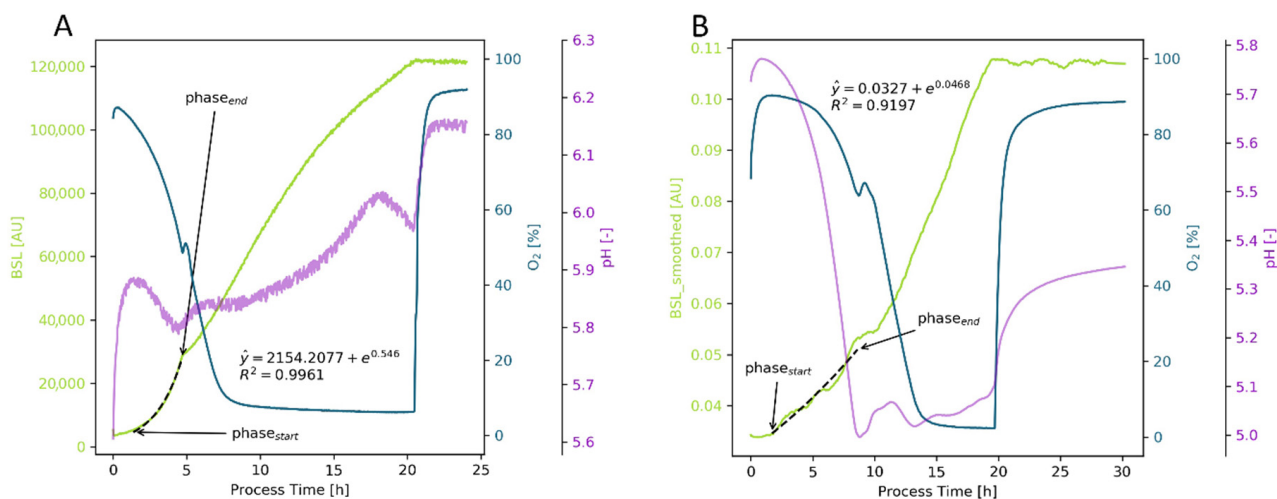 A
BSL [AU]
120,000
100,000
80,000
60,000
40,000
20,000
0
phase_end
phase_start
ŷ = 2154.2077 + e^0.546
R² = 0.9961
0 5 10 15 20 25
Process Time [h]
100
80
60
40
20
0
O₂ [%]
6.3
6.2
6.1
6.0
5.9
5.8
5.7
5.6
pH [-]
B
BSL_smoothed [AU]
0.11
0.10
0.09
0.08
0.07
0.06
0.05
0.04
ŷ = 0.0327 + e^0.0468
R² = 0.9197
phase_end
phase_start
0 5 10 15 20 25 30
Process Time [h]
100
80
60
40
20
0
O₂ [%]
5.8
5.7
5.6
5.5
5.4
5.3
5.2
5.1
5.0
pH [-]